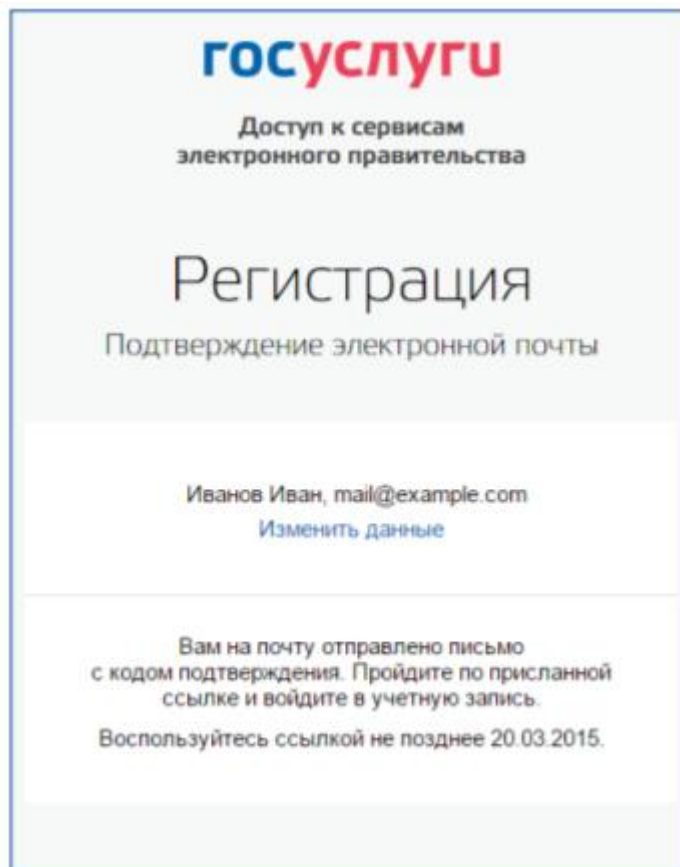 госуслуги
Доступ к сервисам
электронного правительства
Регистрация
Подтверждение электронной почты
Иванов Иван, mail@example.com
Изменить данные
Вам на почту отправлено письмо
с кодом подтверждения. Пройдите по присланной
ссылке и войдите в учетную запись.
Воспользуйтесь ссылкой не позднее 20.03.2015.